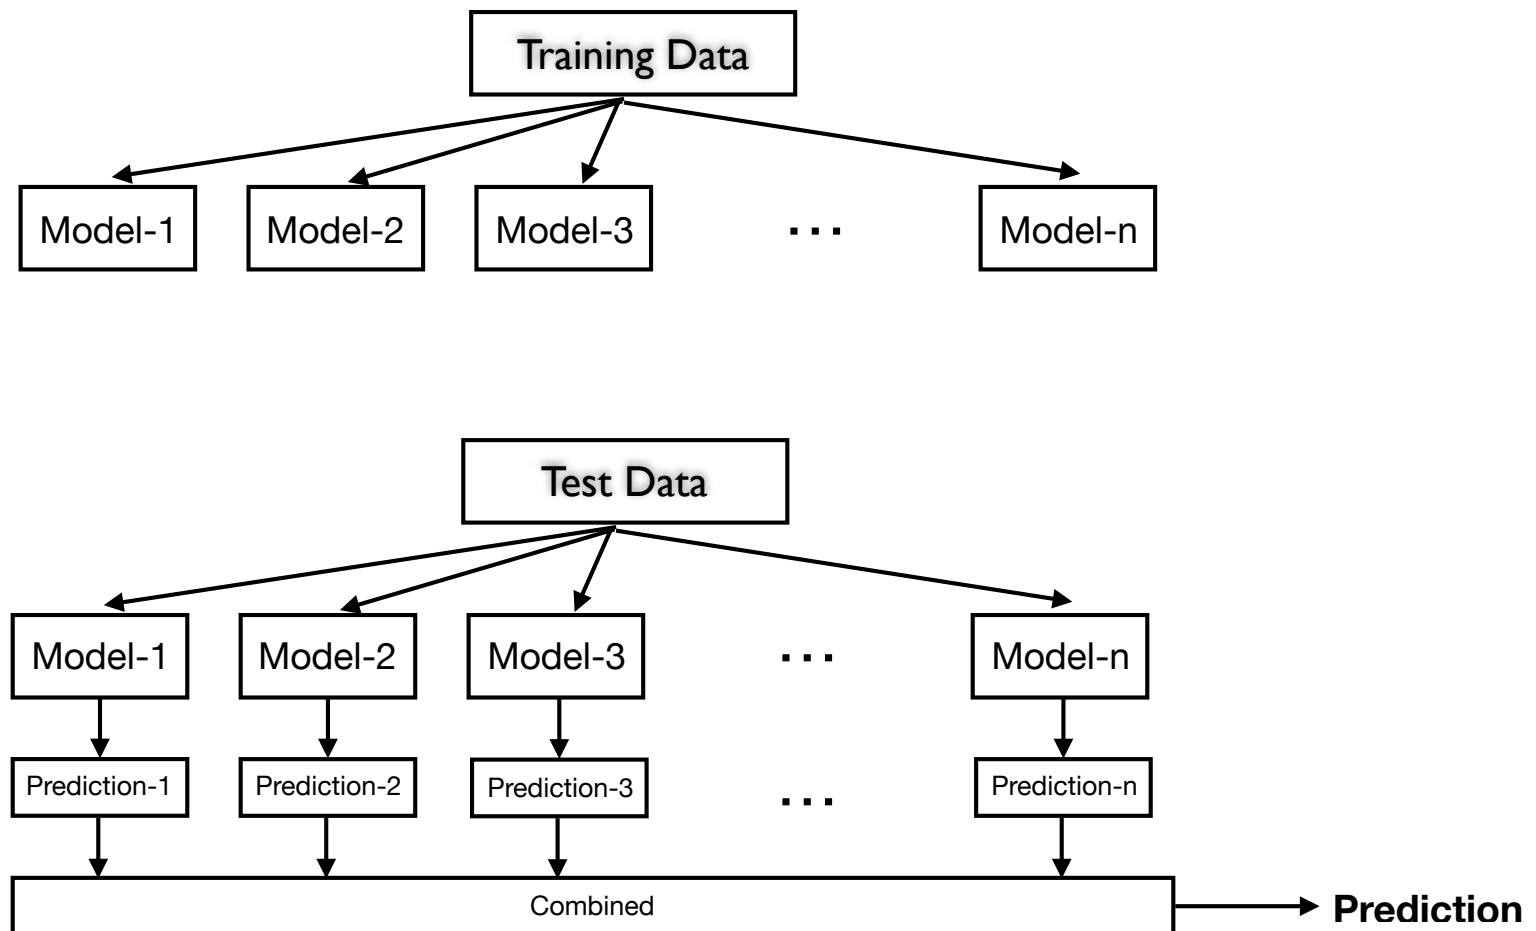 Training Data
Model-1 Model-2 Model-3 ... Model-n
Test Data
Model-1 Model-2 Model-3 ... Model-n
Prediction-1 Prediction-2 Prediction-3 ... Prediction-n
Combined Prediction